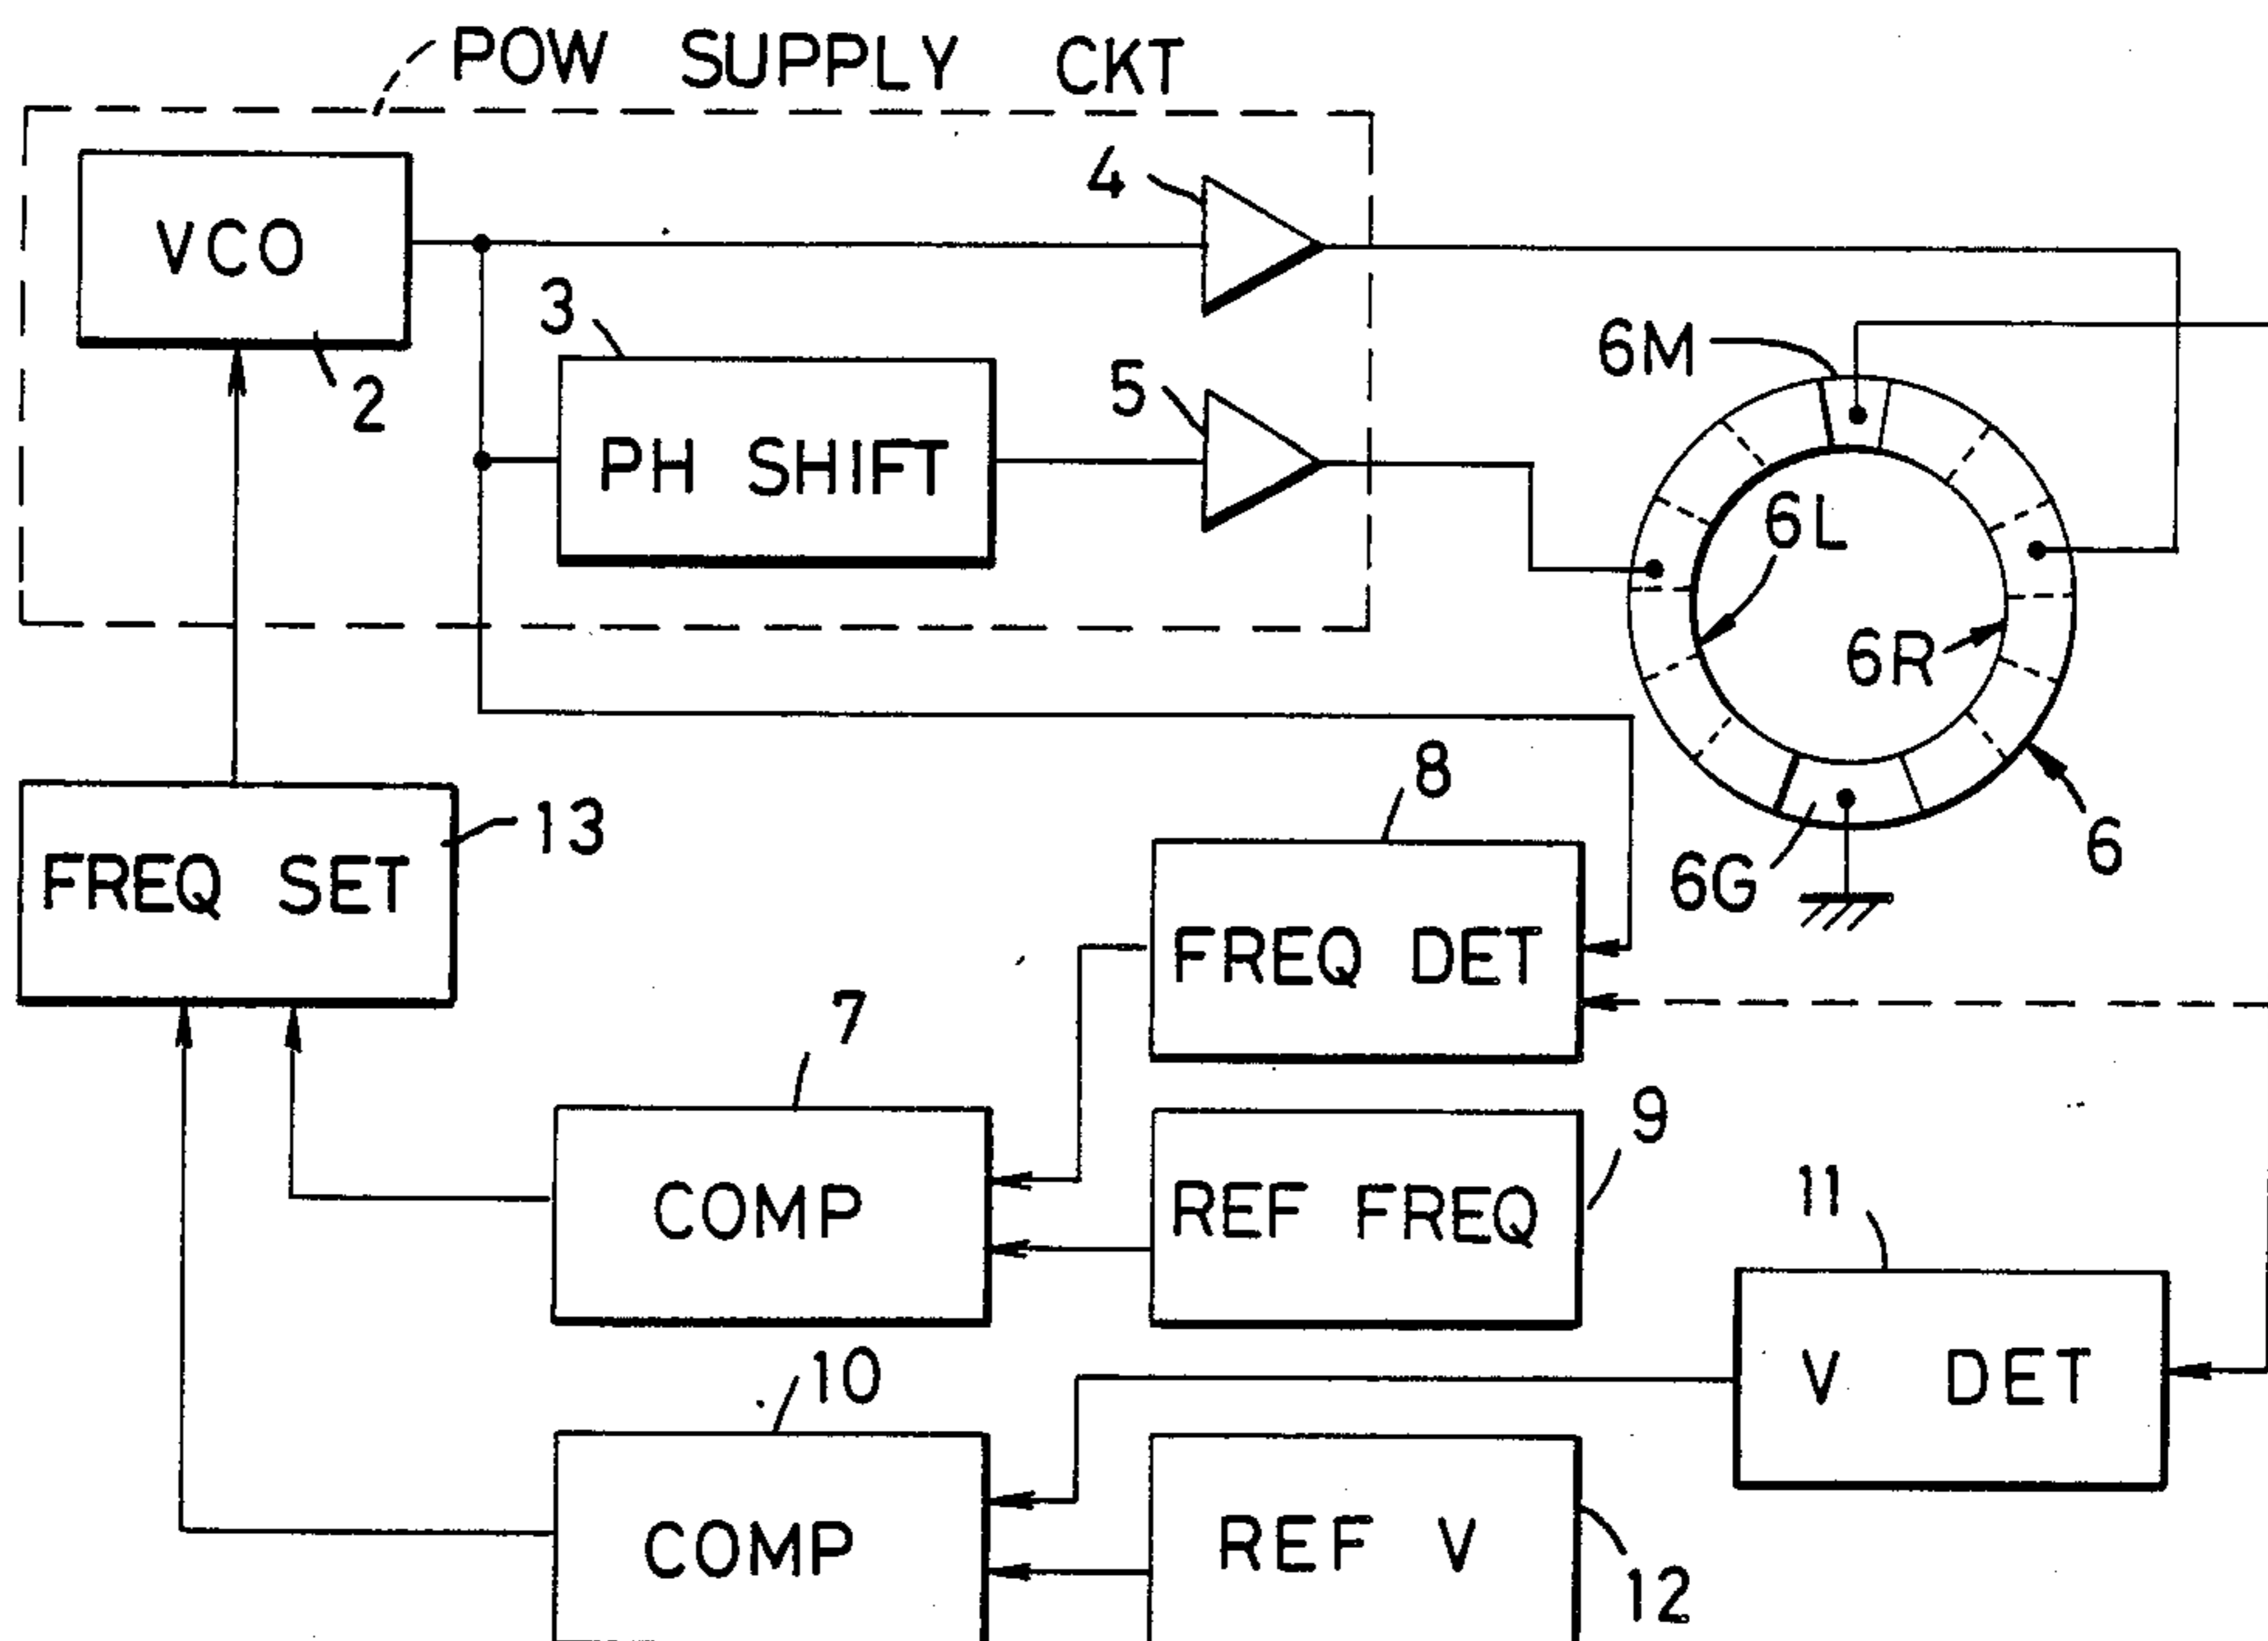 POW SUPPLY CKT
4
VCO
3
2
6M
5
PH SHIFT
6L
6R
8
13
6
6G
FREQ SET
FREQ DET
7
9
11
COMP
REF FREQ
10
V DET
COMP
REF V
12